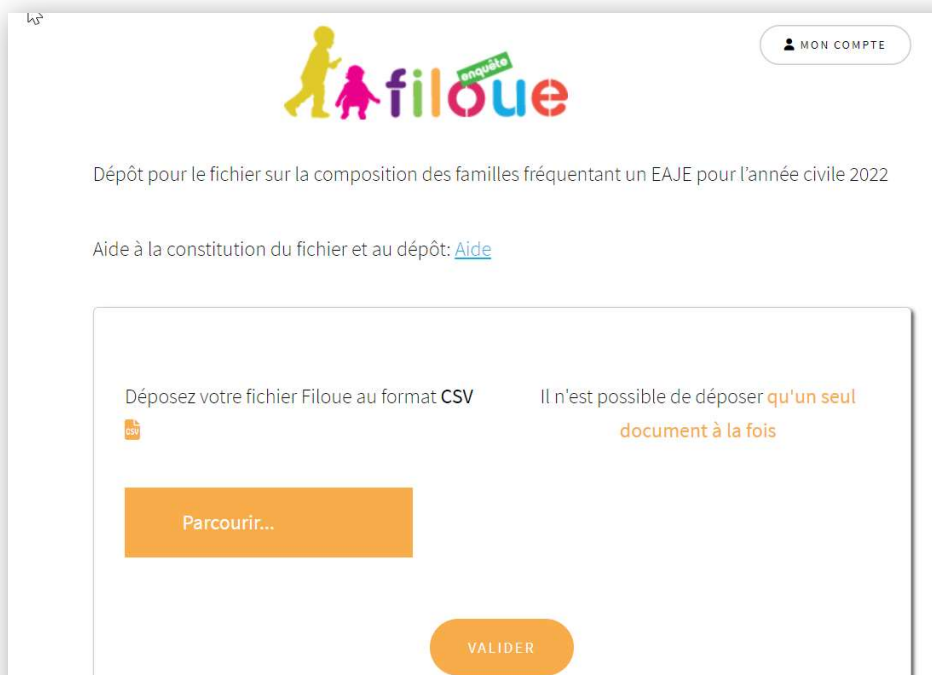 MON COMPTE
enquête
filoue
Dépôt pour le fichier sur la composition des familles fréquentant un EAJE pour l’année civile 2022
Aide à la constitution du fichier et au dépôt: Aide
Déposez votre fichier Filoue au format CSV
CSV
Il n'est possible de déposer qu'un seul
document à la fois
Parcourir...
VALIDER